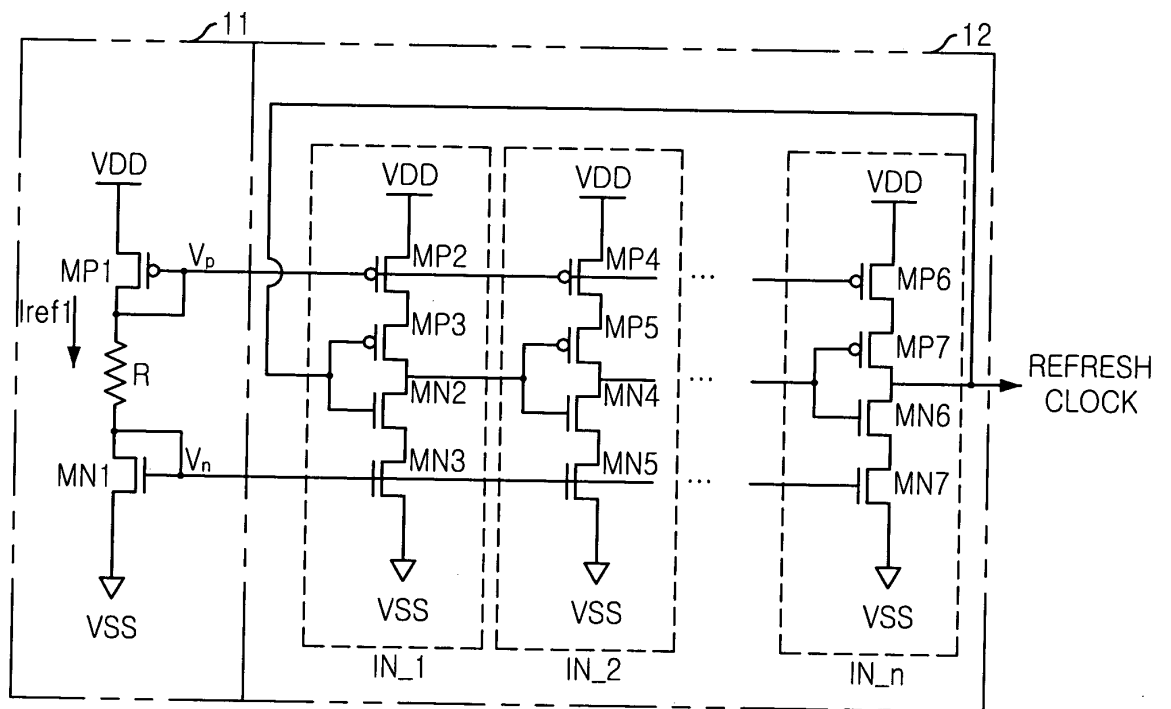 11
12
VDD
VDD
VDD
VDD
MP1
Vp
MP2
MP4
...
MP6
Iref1
MP3
MP5
MP7
R
MN2
MN4
...
MN6
REFRESH
CLOCK
MN1
Vn
MN3
MN5
...
MN7
VSS
VSS
VSS
VSS
IN_1
IN_2
IN_n